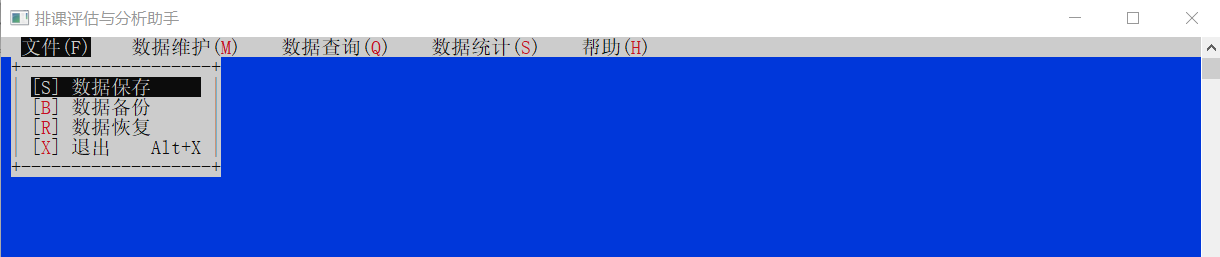 排课评估与分析助手
文件(F) 数据维护(M) 数据查询(Q) 数据统计(S) 帮助(H)
[S] 数据保存
[B] 数据备份
[R] 数据恢复
[X] 退出 Alt+X